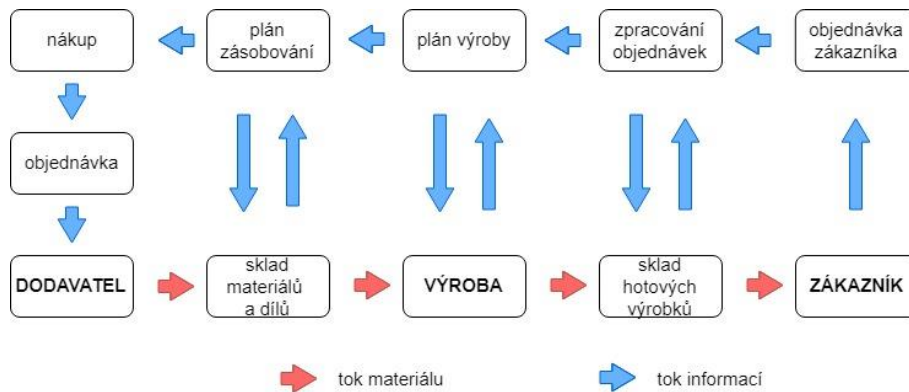 nákup
plán
zásobování
plán výroby
zpracování
objednávek
objednávka
zákazníka
objednávka
DODAVATEL
sklad
materiálů
a dílů
VÝROBA
sklad
hotových
výrobků
ZÁKAZNÍK
tok materiálu
tok informací